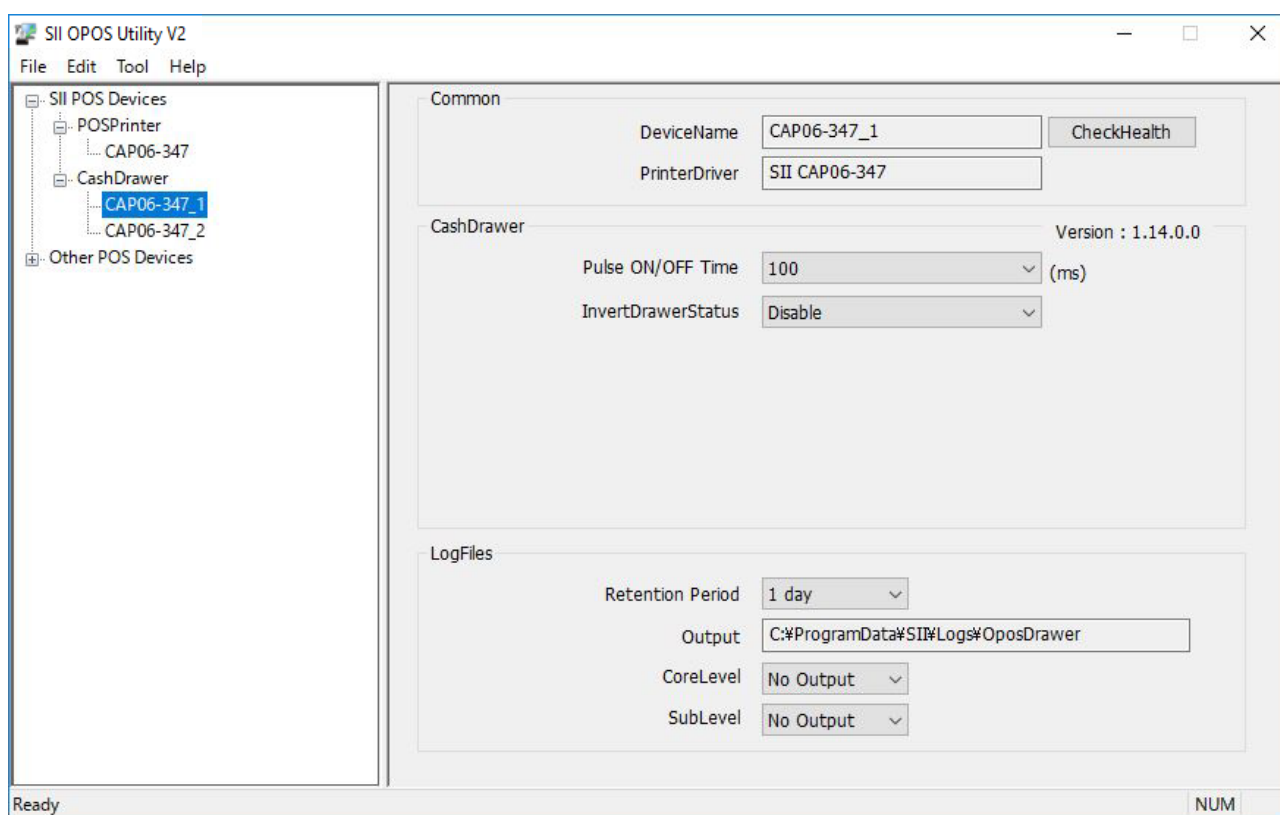 SII OPOS Utility V2
File Edit Tool Help
SII POS Devices
POSPrinter
CAP06-347
CashDrawer
CAP06-347_1
CAP06-347_2
Other POS Devices
Common
DeviceName CAP06-347_1 CheckHealth
PrinterDriver SII CAP06-347
CashDrawer
Version : 1.14.0.0
Pulse ON/OFF Time 100 (ms)
InvertDrawerStatus Disable
LogFiles
Retention Period 1 day
Output C:¥ProgramData¥SII¥Logs¥OposDrawer
CoreLevel No Output
SubLevel No Output
Ready NUM